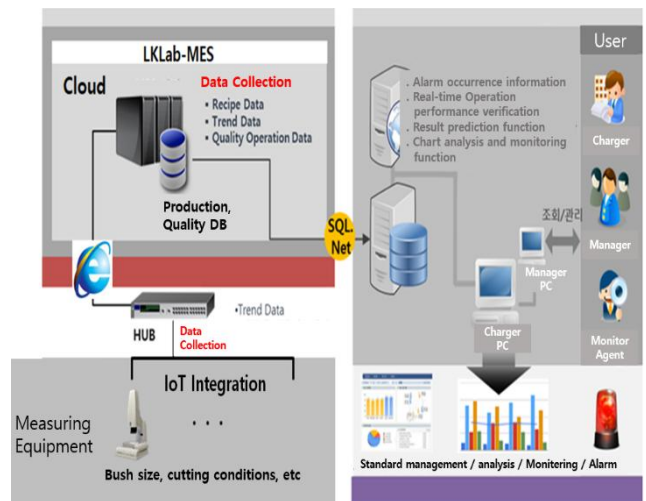 LKLab-MES
Cloud
Data Collection
• Recipe Data
• Trend Data
• Quality Operation Data
Production,
Quality DB
SQL.
Net
HUB
•Trend Data
Data
Collection
IoT Integration
. . .
Measuring
Equipment
Bush size, cutting conditions, etc
User
. Alarm occurrence information
. Real-time Operation
performance verification
. Result prediction function
. Chart analysis and monitoring
function
Charger
조회/관리
Manager
Manager
PC
Charger
PC
Monitor
Agent
Standard management / analysis / Monitering / Alarm